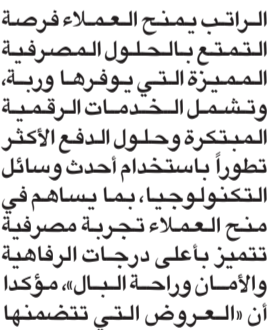 الراتب يمنح العملاء فرصة
التمتع بالحلول المصرفية
المميزة التي يوفرها وربة،
وتشمل الخدمات الرقمية
المبتكرة وحلول الدفع الأكثر
تطوراً باستخدام أحدث وسائل
التكنولوجيا، بما يساهم في
منح العملاء تجربة مصرفية
تتميز بأعلى درجات الرفاهية
والأمان وراحة البال»، مؤكدا
أن «العروض التي تتضمنها